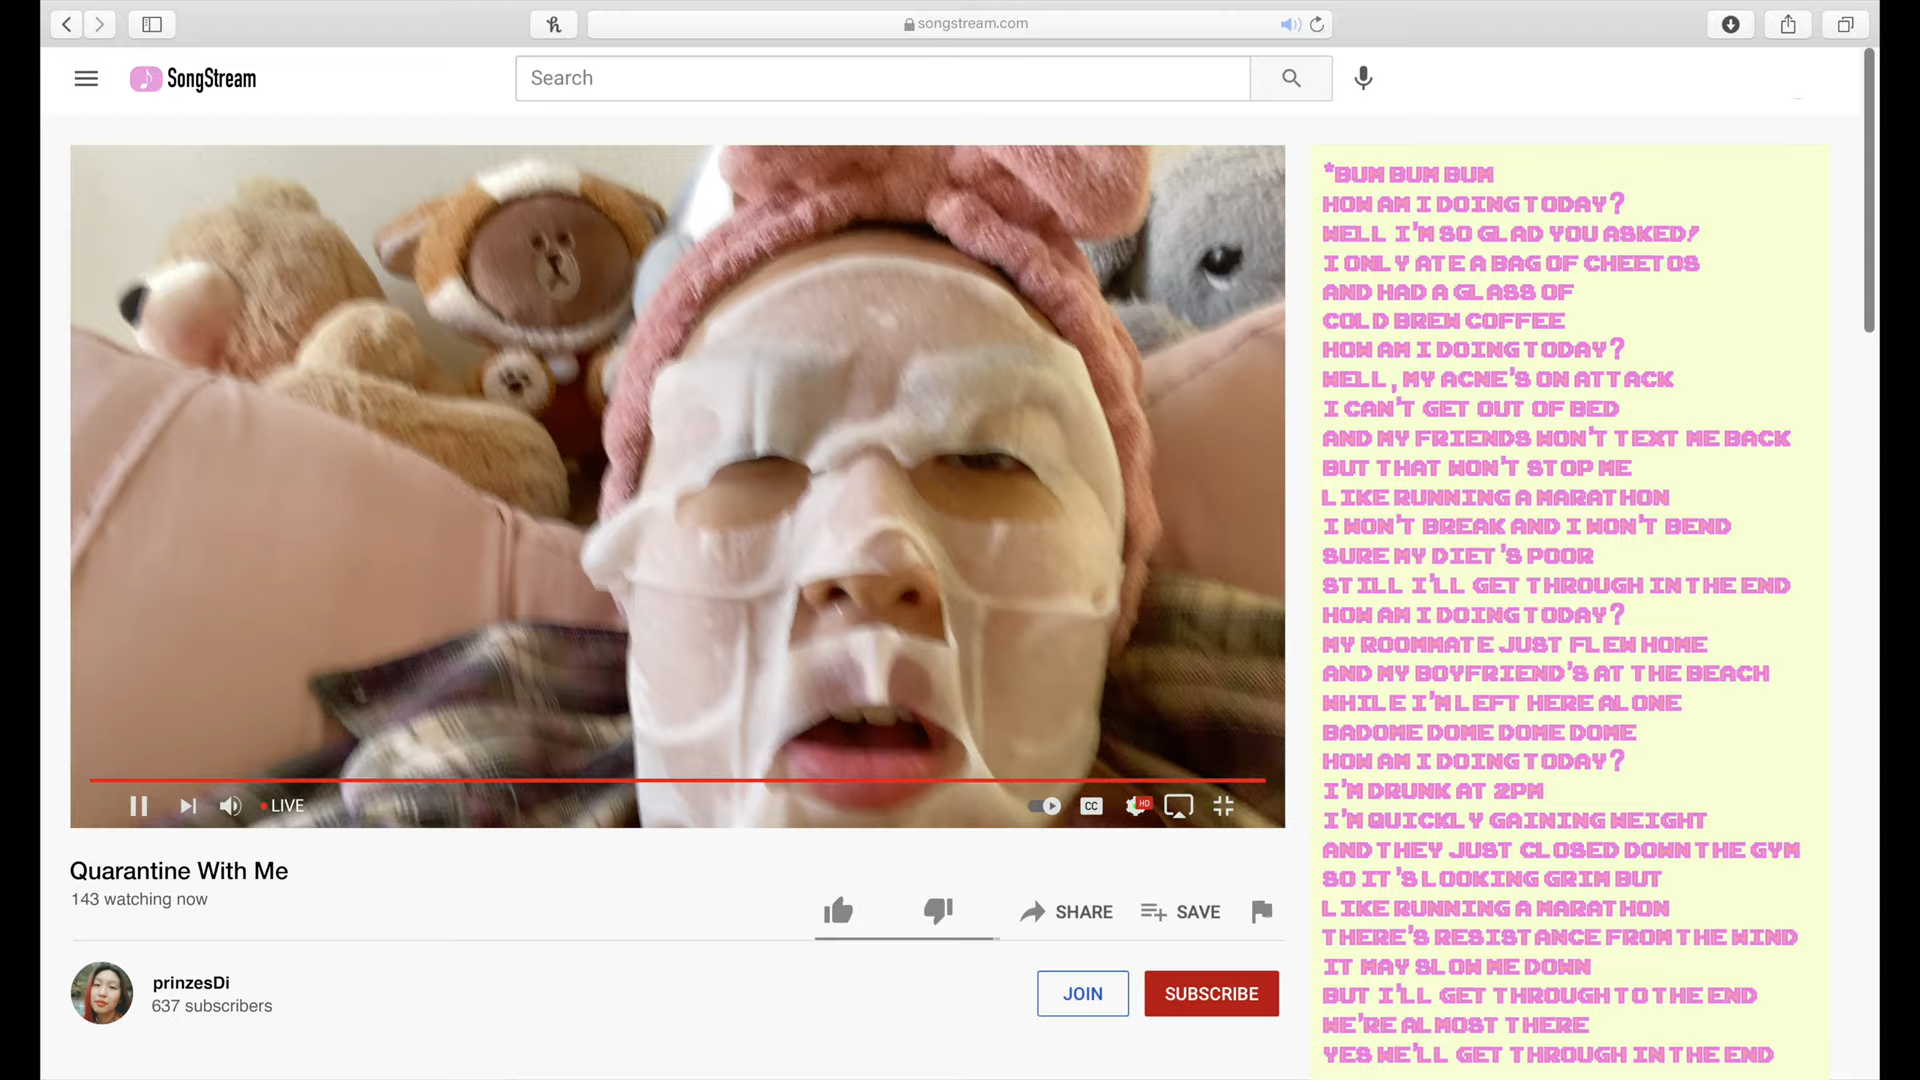 songstream.com
SongStream
Search
*BUM BUM BUM
HOW AM I DOING TODAY?
WELL I'M SO GLAD YOU ASKED!
I ONLY ATE A BAG OF CHEETOS
AND HAD A GLASS OF
COLD BREW COFFEE
HOW AM I DOING TODAY?
WELL, MY ACNE'S ON ATTACK
I CAN'T GET OUT OF BED
AND MY FRIENDS WON'T TEXT ME BACK
BUT THAT WON'T STOP ME
LIKE RUNNING A MARATHON
I WON'T BREAK AND I WON'T BEND
SURE MY DIET'S POOR
STILL I'LL GET THROUGH IN THE END
HOW AM I DOING TODAY?
MY ROOMMATE JUST FLEW HOME
AND MY BOYFRIEND'S AT THE BEACH
WHILE I'M LEFT HERE ALONE
BADOME DOME DOME DOME
HOW AM I DOING TODAY?
I'M DRUNK AT 2PM
I'M QUICKLY GAINING WEIGHT
AND THEY JUST CLOSED DOWN THE GYM
SO IT'S LOOKING GRIM BUT
LIKE RUNNING A MARATHON
THERE'S RESISTANCE FROM THE WIND
IT MAY SLOW ME DOWN
BUT I'LL GET THROUGH TO THE END
WE'RE ALMOST THERE
YES WE'LL GET THROUGH IN THE END
LIVE
CC
HD
Quarantine With Me
143 watching now
SHARE
SAVE
prinzesDi
637 subscribers
JOIN
SUBSCRIBE